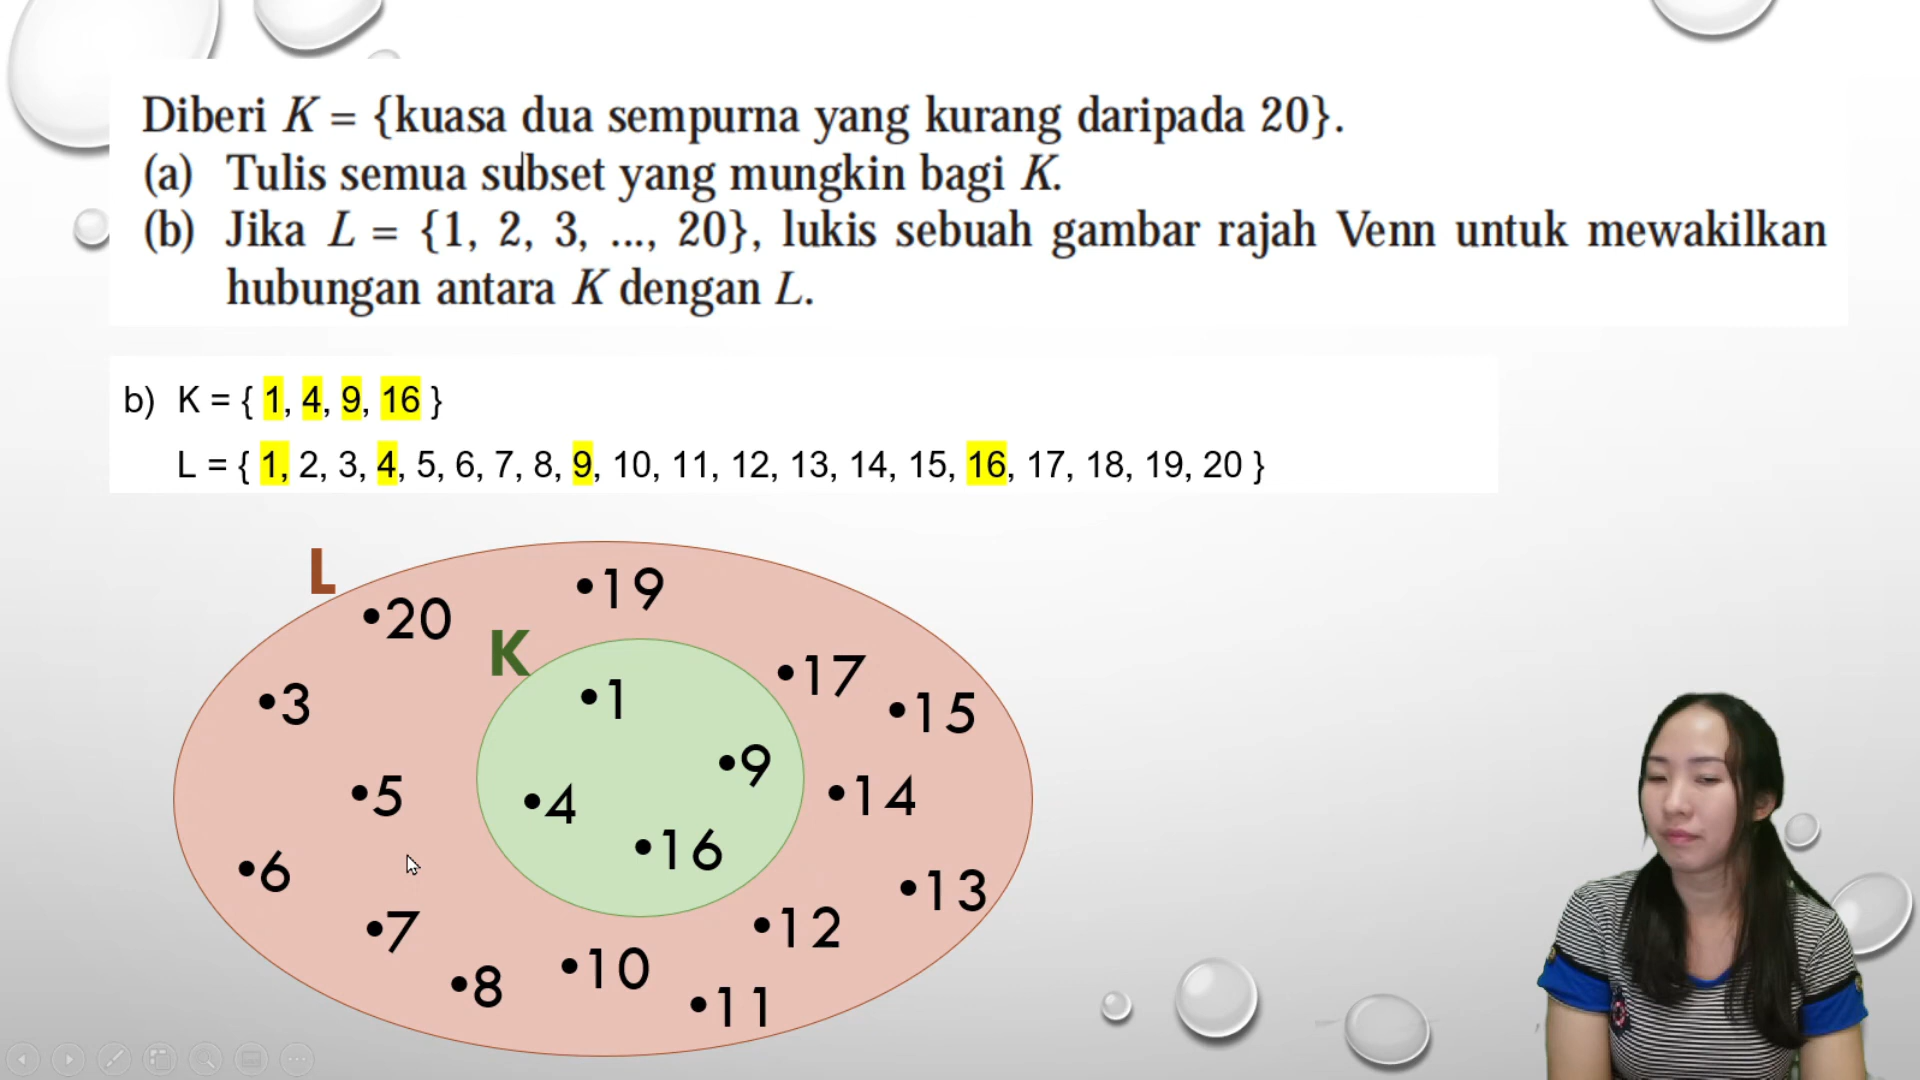 Diberi K = {kuasa dua sempurna yang kurang daripada 20}.
(a) Tulis semua subset yang mungkin bagi K.
(b) Jika L = {1, 2, 3, ..., 20}, lukis sebuah gambar rajah Venn untuk mewakilkan
hubungan antara K dengan L.
b) K = { 1, 4, 9, 16 }
L = { 1, 2, 3, 4, 5, 6, 7, 8, 9, 10, 11, 12, 13, 14, 15, 16, 17, 18, 19, 20 }
L
•19
•20
K
•17
•1
•3
•15
•9
•5
•4
•14
•16
•6
•13
•7
•12
•10
•8
•11